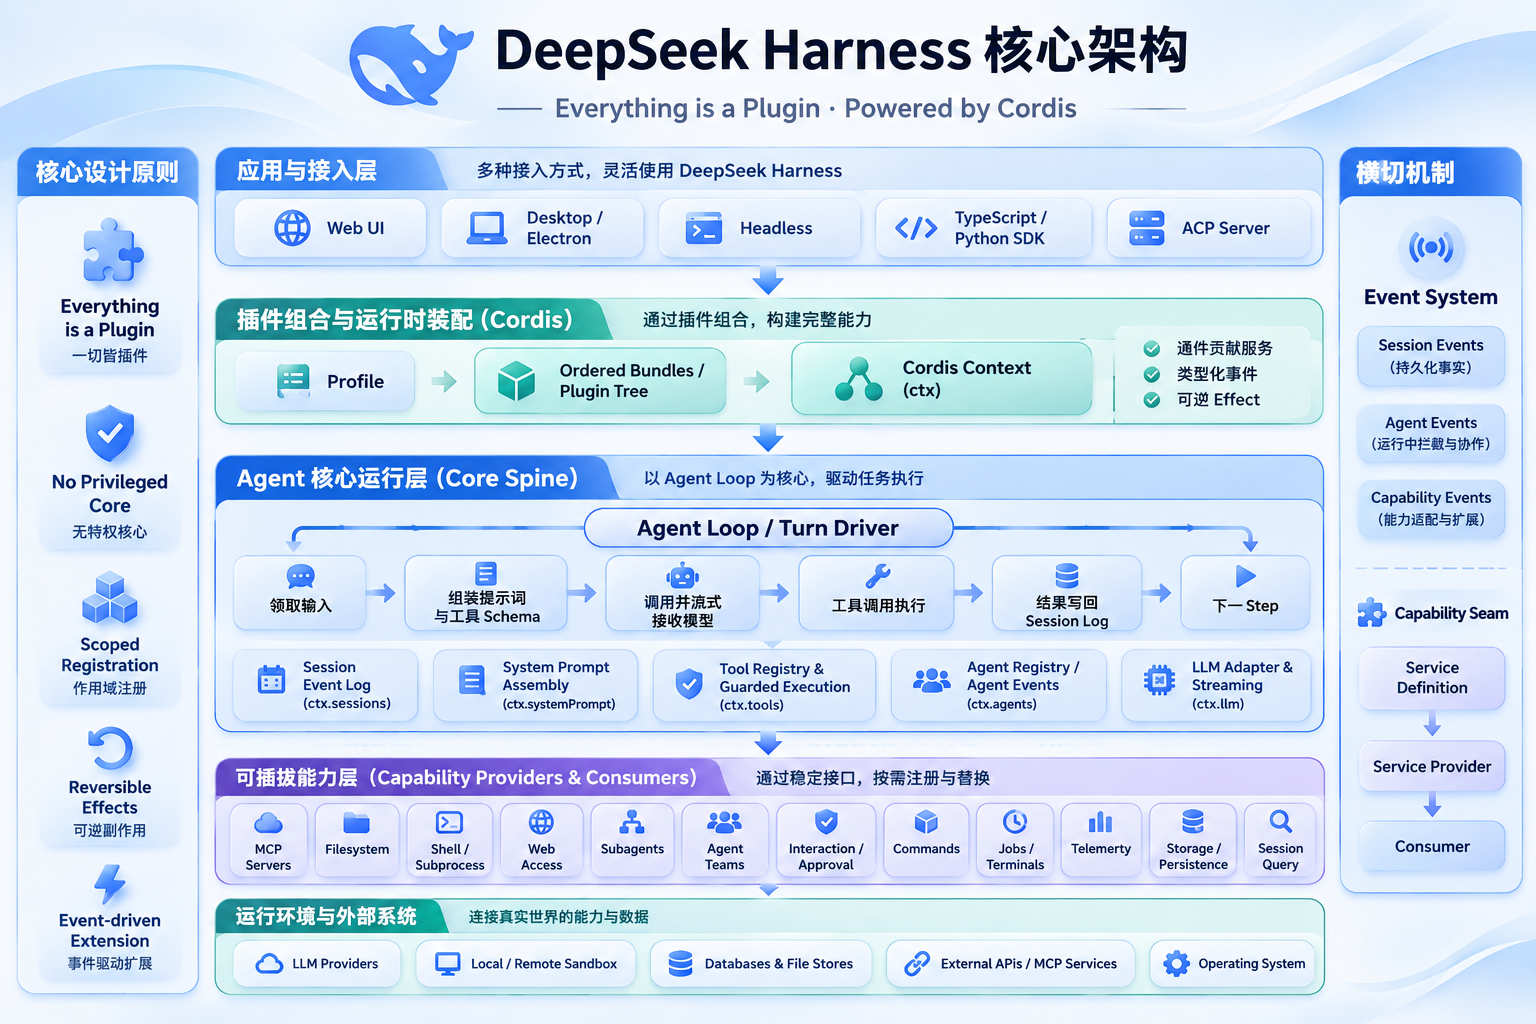 DeepSeek Harness 核心架构
Everything is a Plugin · Powered by Cordis
核心设计原则
Everything
is a Plugin
一切皆插件
No Privileged
Core
无特权核心
Scoped
Registration
作用域注册
Reversible
Effects
可逆副作用
Event-driven
Extension
事件驱动扩展
应用与接入层
多种接入方式，灵活使用 DeepSeek Harness
Web UI
Desktop /
Electron
Headless
TypeScript /
Python SDK
ACP Server
插件组合与运行时装配（Cordis）
通过插件组合，构建完整能力
Profile
Ordered Bundles /
Plugin Tree
Cordis Context
(ctx)
通件贡献服务
类型化事件
可逆 Effect
Agent 核心运行层（Core Spine）
以 Agent Loop 为核心，驱动任务执行
Agent Loop / Turn Driver
领取输入
组装提示词
与工具 Schema
调用并流式
接收模型
工具调用执行
结果写回
Session Log
下一 Step
Session
Event Log
(ctx.sessions)
System Prompt
Assembly
(ctx.systemPrompt)
Tool Registry &
Guarded Execution
(ctx.tools)
Agent Registry /
Agent Events
(ctx.agents)
LLM Adapter &
Streaming
(ctx.llm)
可插拔能力层（Capability Providers & Consumers）
通过稳定接口，按需注册与替换
MCP
Servers
Filesystem
Shell /
Subprocess
Web
Access
Subagents
Agent
Teams
Interaction /
Approval
Commands
Jobs /
Terminals
Telemerty
Storage /
Persistence
Session
Query
运行环境与外部系统
连接真实世界的能力与数据
LLM Providers
Local / Remote Sandbox
Databases & File Stores
External APis / MCP Services
Operating System
横切机制
Event System
Session Events
（持久化事实）
Agent Events
（运行中拦截与协作）
Capability Events
（能力适配与扩展）
Capability Seam
Service
Definition
Service Provider
Consumer